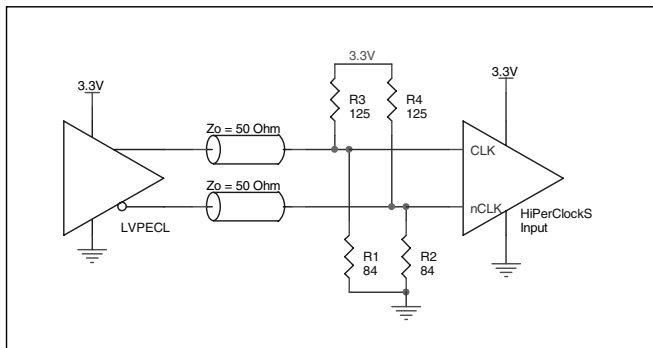 3.3V
3.3V
3.3V
R3
125
R4
125
Zo = 50 Ohm
CLK
Zo = 50 Ohm
nCLK
HiPerClockS
Input
LVPECL
R1
84
R2
84